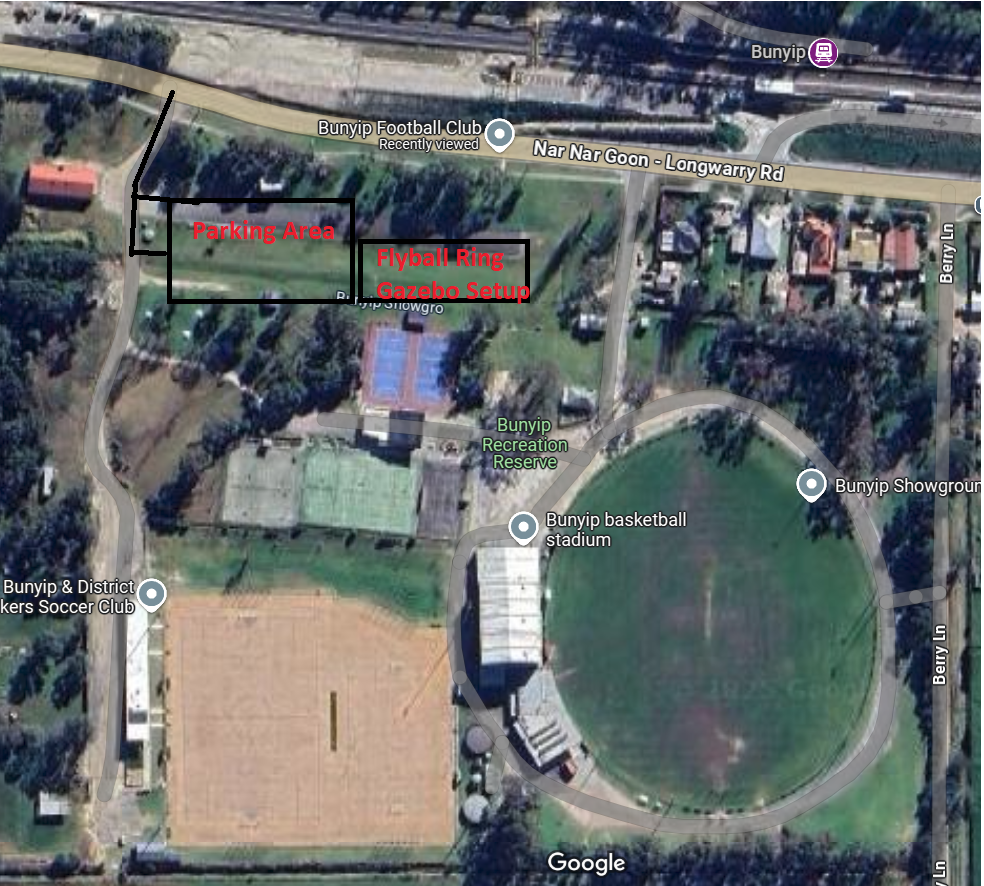 Bunyip
Bunyip Football Club
Recently viewed
Nar Nar Goon - Longwarry Rd
Berry Ln
Parking Area
Flyball Ring
Gazebo Setup
Bunyip Showgro
Bunyip
Recreation
Reserve
Bunyip Showgroun
Bunyip basketball
stadium
Bunyip & District
kers Soccer Club
Berry Ln
Ln
Google